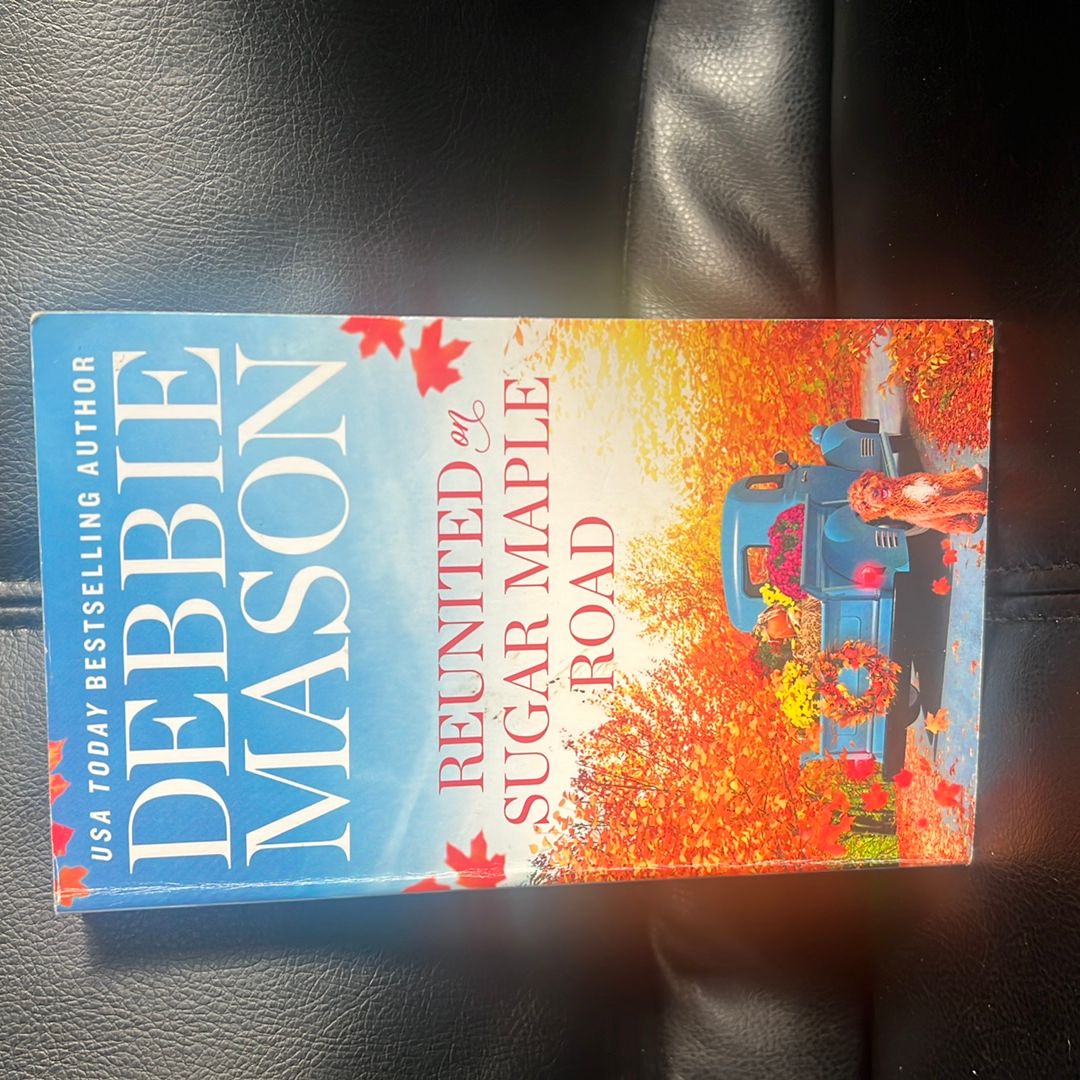 USA TODAY BESTSELLING AUTHOR
DEBBIE
MASON
REUNITED on
SUGAR MAPLE
ROAD